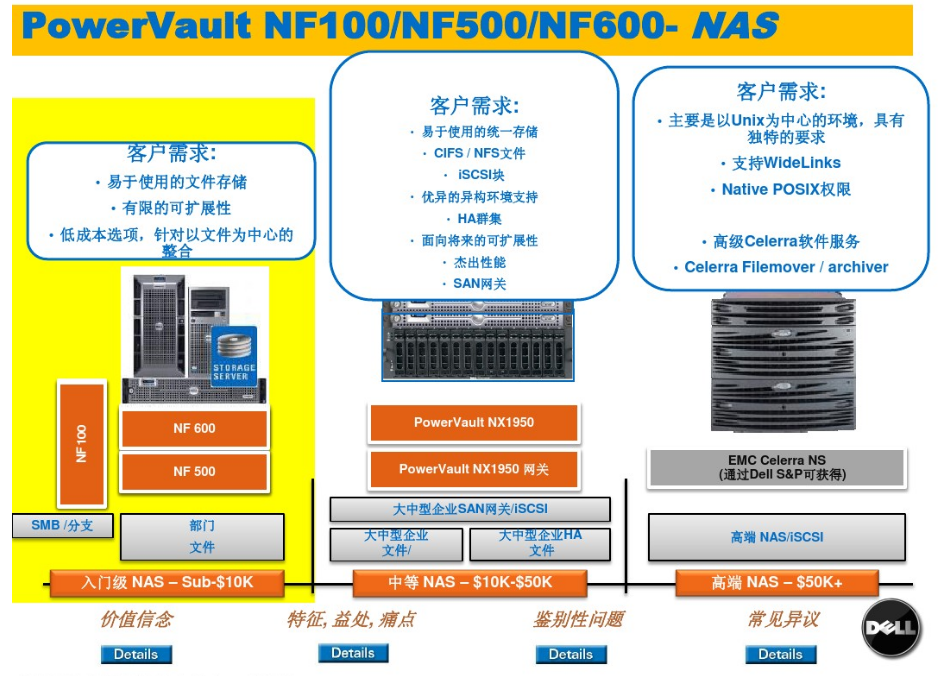 PowerVault NF100/NF500/NF600- NAS
客户需求:
• 易于使用的文件存储
• 有限的可扩展性
• 低成本选项，针对以文件为中心的
整合
客户需求:
• 易于使用的统一存储
• CIFS / NFS文件
• iSCSI块
• 优异的异构环境支持
• HA群集
• 面向将来的可扩展性
• 杰出性能
• SAN网关
客户需求:
• 主要是以Unix为中心的环境，具有
独特的要求
• 支持WideLinks
• Native POSIX权限
• 高级Celerra软件服务
• Celerra Filemover / archiver
STORAGE
SERVER
NF100
NF 600
NF 500
PowerVault NX1950
PowerVault NX1950 网关
EMC Celerra NS
(通过Dell S&P可获得)
SMB /分支
部门
文件
大中型企业SAN网关/iSCSI
大中型企业
文件/
大中型企业HA
文件
高端 NAS/iSCSI
入门级 NAS – Sub-$10K
中等 NAS – $10K-$50K
高端 NAS – $50K+
价值信念
特征, 益处, 痛点
鉴别性问题
常见异议
Details
Details
Details
Details
DELL